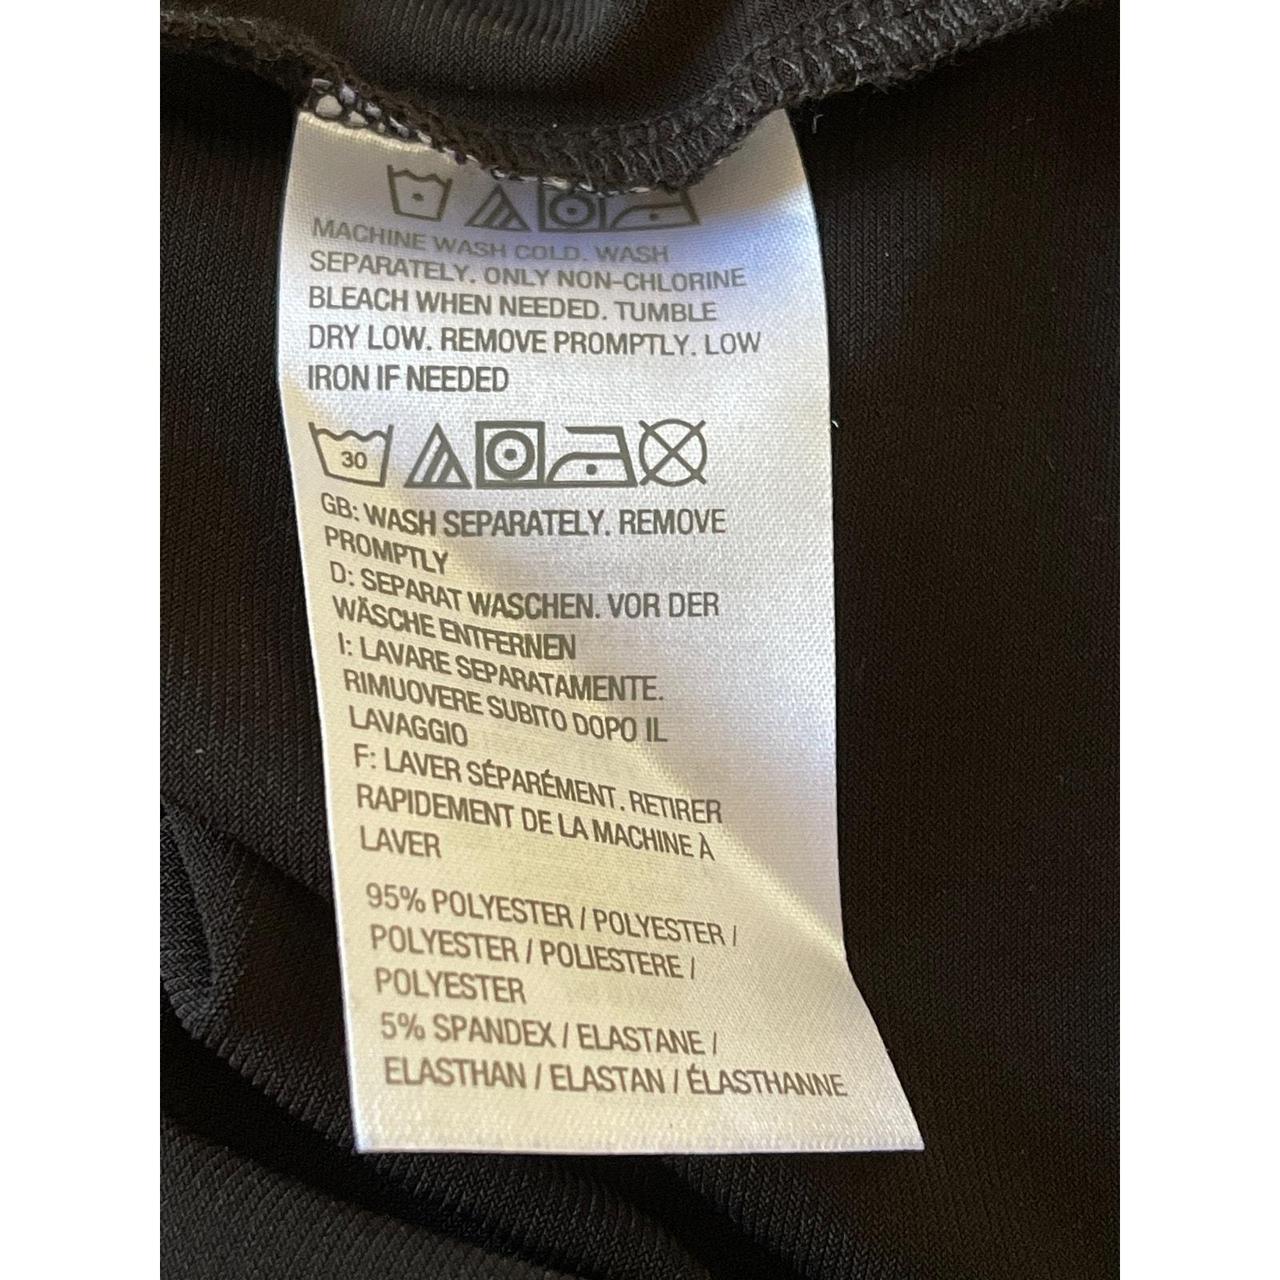 MACHINE WASH COLD. WASH
SEPARATELY. ONLY NON-CHLORINE
BLEACH WHEN NEEDED. TUMBLE
DRY LOW. REMOVE PROMPTLY. LOW
IRON IF NEEDED
30
GB: WASH SEPARATELY. REMOVE
PROMPTLY
D: SEPARAT WASCHEN. VOR DER
WÄSCHE ENTFERNEN
I: LAVARE SEPARATAMENTE.
RIMUOVERE SUBITO DOPO IL
LAVAGGIO
F: LAVER SÉPARÉMENT. RETIRER
RAPIDEMENT DE LA MACHINE À
LAVER
95% POLYESTER / POLYESTER /
POLYESTER / POLIESTERE /
POLYESTER
5% SPANDEX / ELASTANE /
ELASTHAN / ELASTAN / ÉLASTHANNE